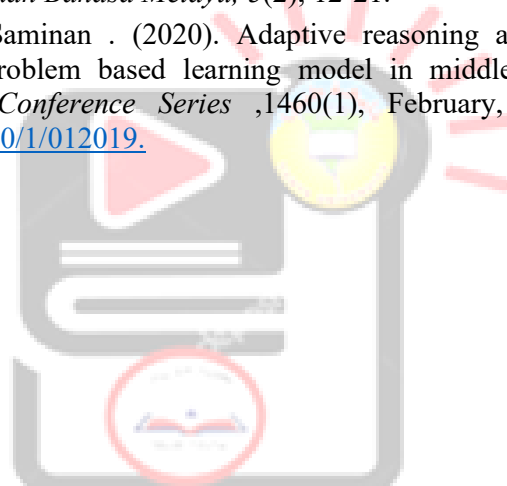 Bahasa Melayu, 5(2), 12-21.
Saminan . (2020). Adaptive reasoning a
roblem based learning model in middle
Conference Series ,1460(1), February,
0/1/012019.